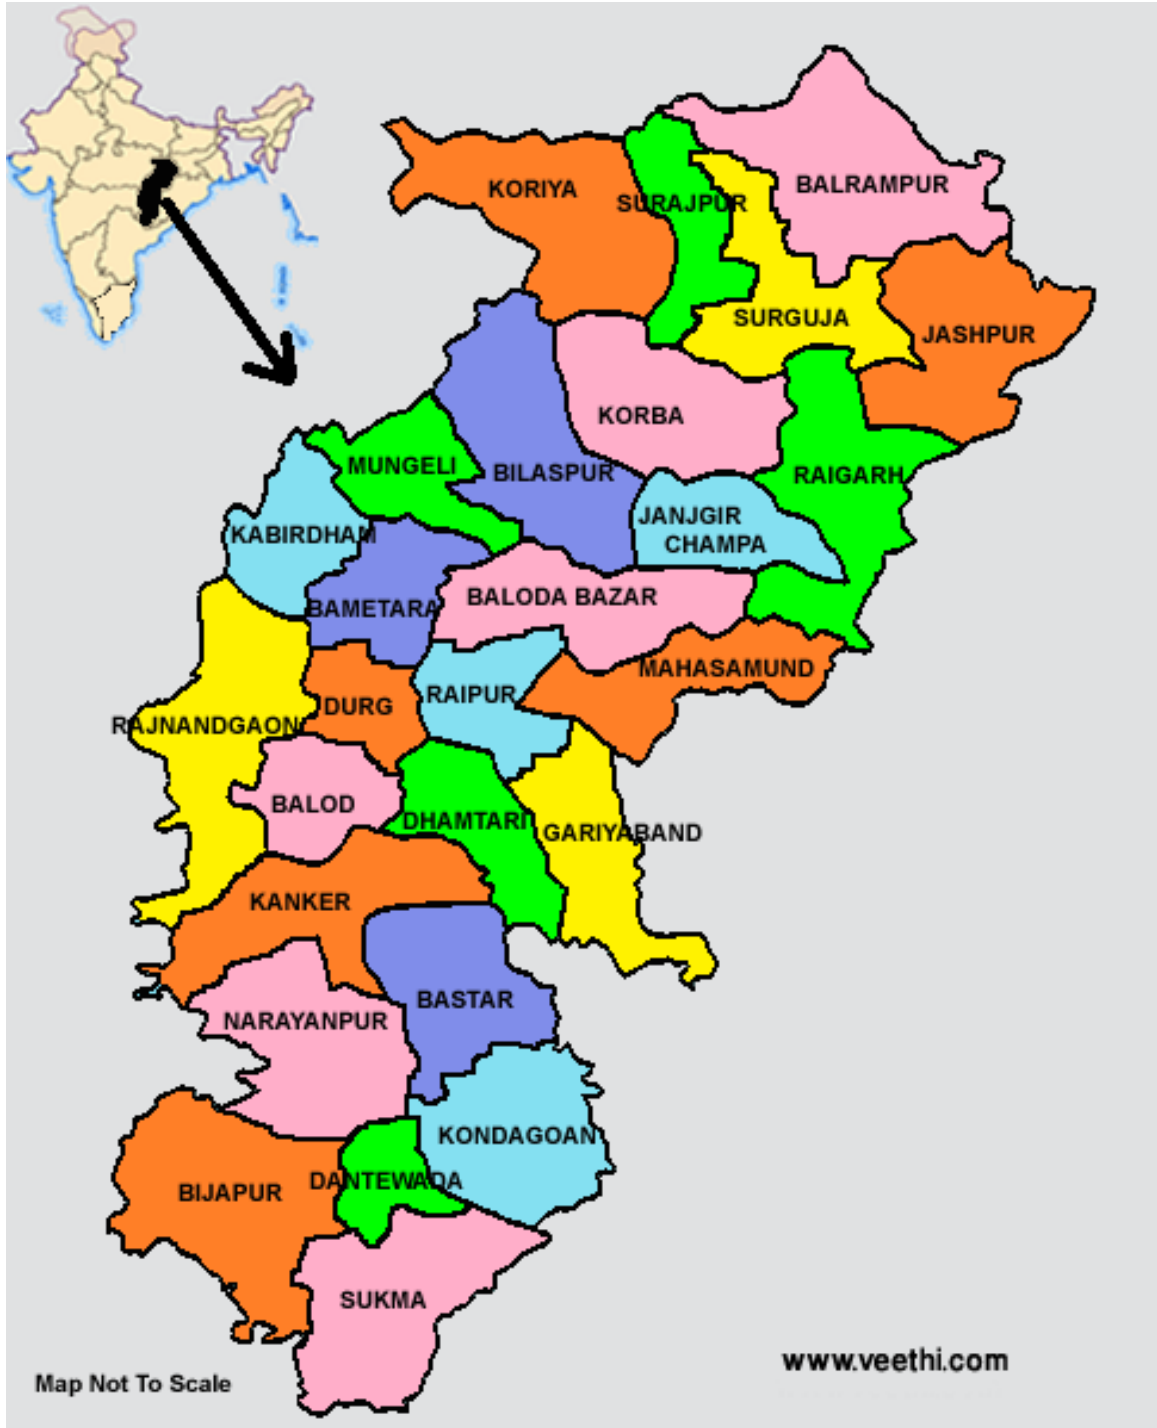 KORIYA
SURAJPUR
BALRAMPUR
SURGUJA
JASHPUR
KORBA
MUNGELI
BILASPUR
RAIGARH
JANJGIR
CHAMPA
KABIRDHAM
BAMETARA
BALODA BAZAR
MAHASAMUND
RAJNANDGAON
DURG
RAIPUR
BALOD
DHAMTARI
GARIYABAND
KANKER
BASTAR
NARAYANPUR
KONDAGOAN
DANTEWADA
BIJAPUR
SUKMA
www.veethi.com
Map Not To Scale